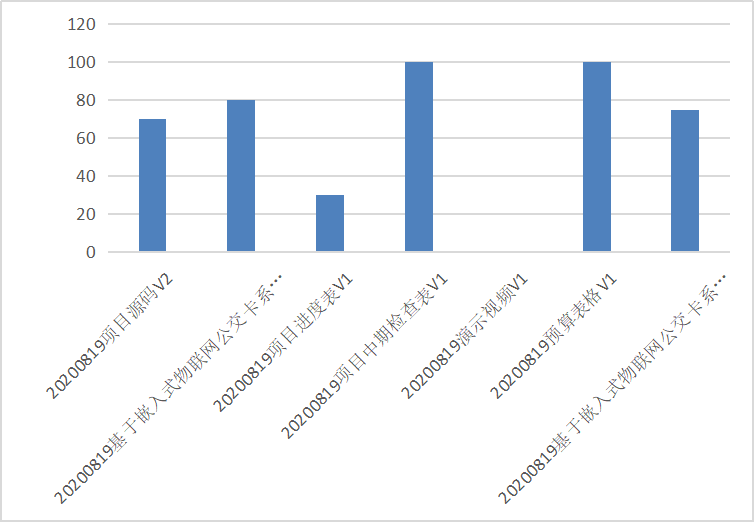 120
100
80
60
40
20
0
20200819项目源码V2
20200819基于嵌入式物联网公交卡系…
20200819项目进度表V1
20200819项目中期检查表V1
20200819演示视频V1
20200819预算表格V1
20200819基于嵌入式物联网公交卡系…